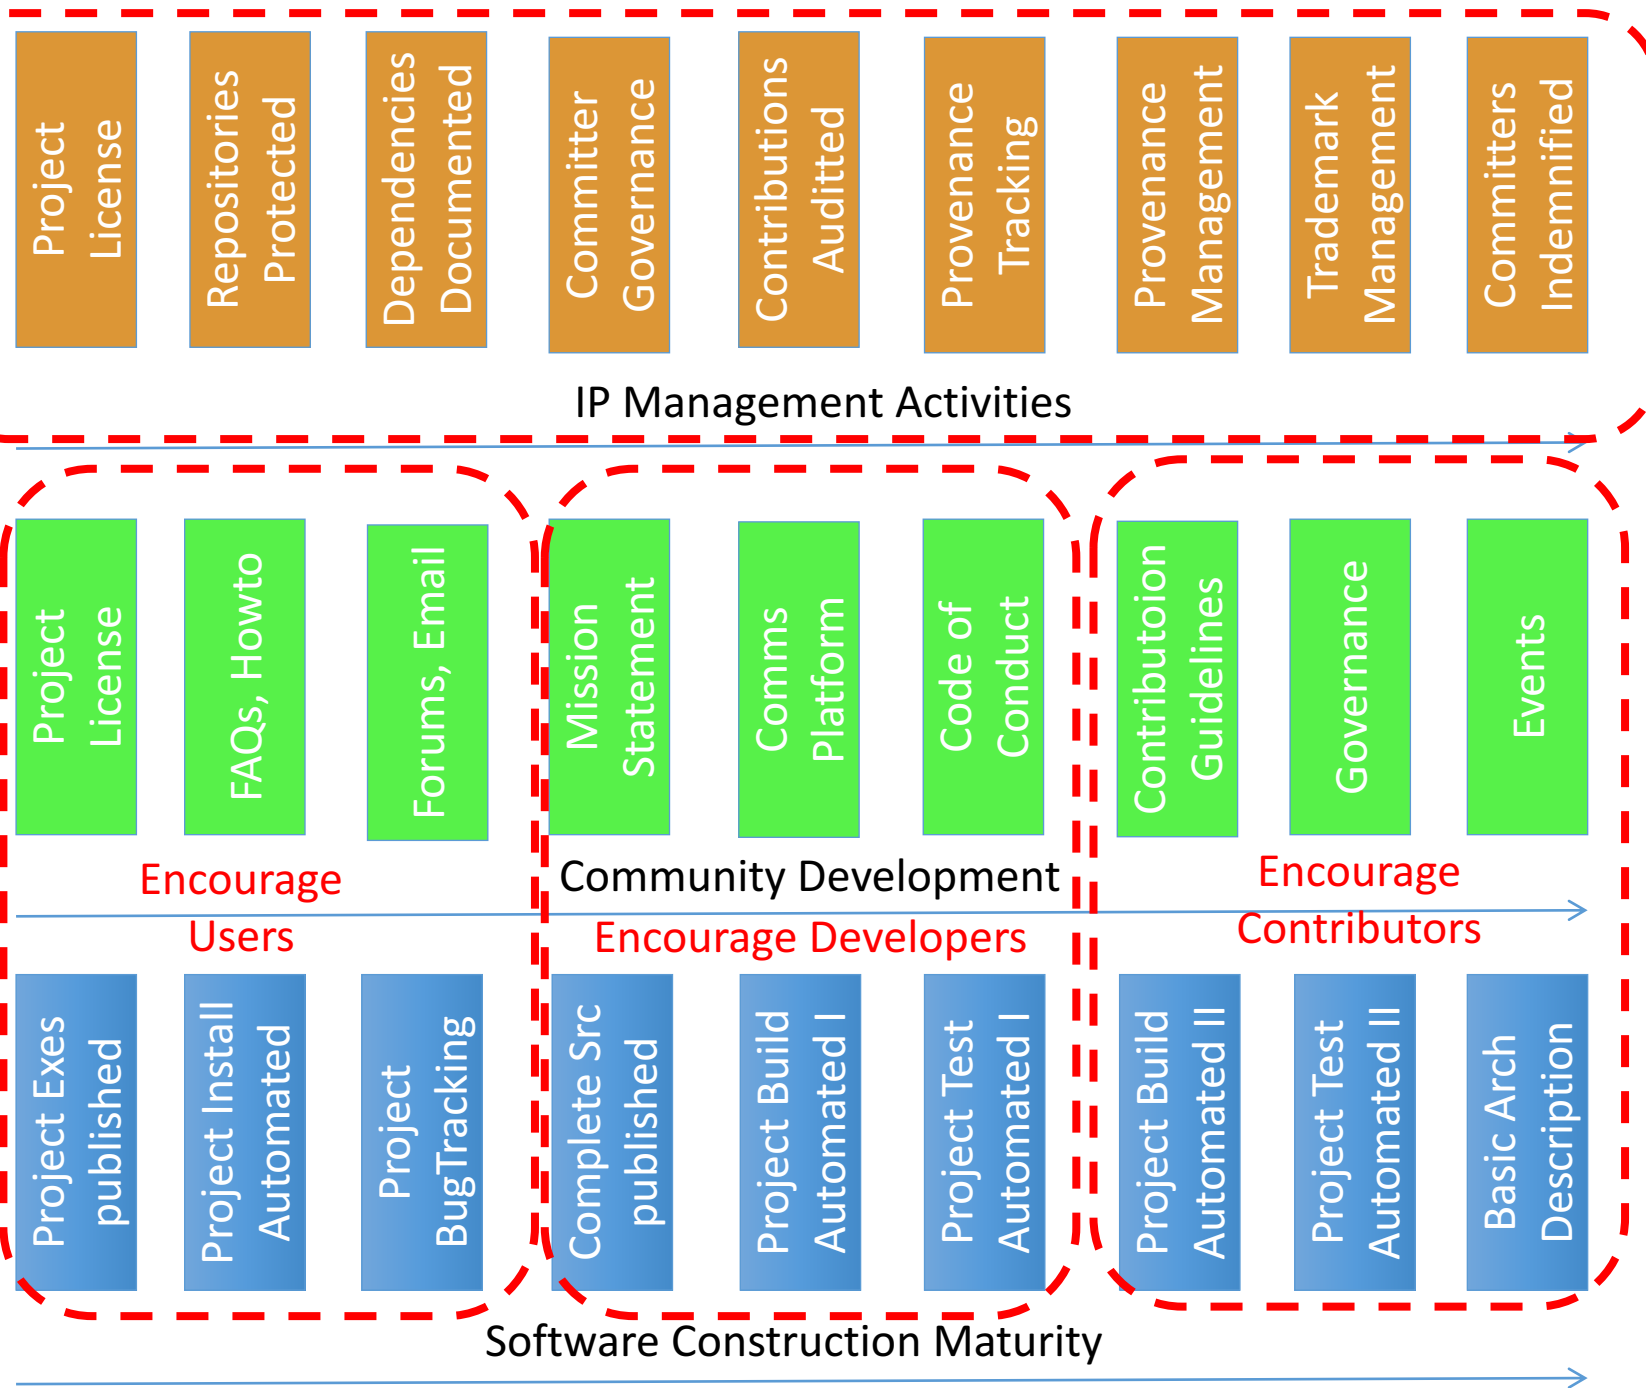 Project
License
Repositories
Protected
Dependencies
Documented
Committer
Governance
Contributions
Auditted
Provenance
Tracking
Provenance
Management
Trademark
Management
Committers
Indemnified
IP Management Activities
Project
License
FAQs, Howto
Forums, Email
Mission
Statement
Comms
Platform
Code of
Conduct
Contributoion
Guidelines
Governance
Events
Encourage
Users
Community Development
Encourage Developers
Encourage
Contributors
Project Exes
published
Project Install
Automated
Project
BugTracking
Complete Src
published
Project Build
Automated I
Project Test
Automated I
Project Build
Automated II
Project Test
Automated II
Basic Arch
Description
Software Construction Maturity